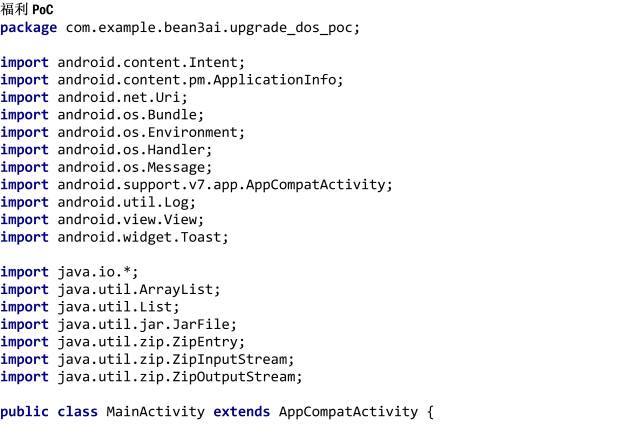 福利 PoC
package com.example.bean3ai.upgrade_dos_poc;
import android.content.Intent;
import android.content.pm.ApplicationInfo;
import android.net.Uri;
import android.os.Bundle;
import android.os.Environment;
import android.os.Handler;
import android.os.Message;
import android.support.v7.app.AppCompatActivity;
import android.util.Log;
import android.view.View;
import android.widget.Toast;
import java.io.*;
import java.util.ArrayList;
import java.util.List;
import java.util.jar.JarFile;
import java.util.zip.ZipEntry;
import java.util.zip.ZipInputStream;
import java.util.zip.ZipOutputStream;
public class MainActivity extends AppCompatActivity {